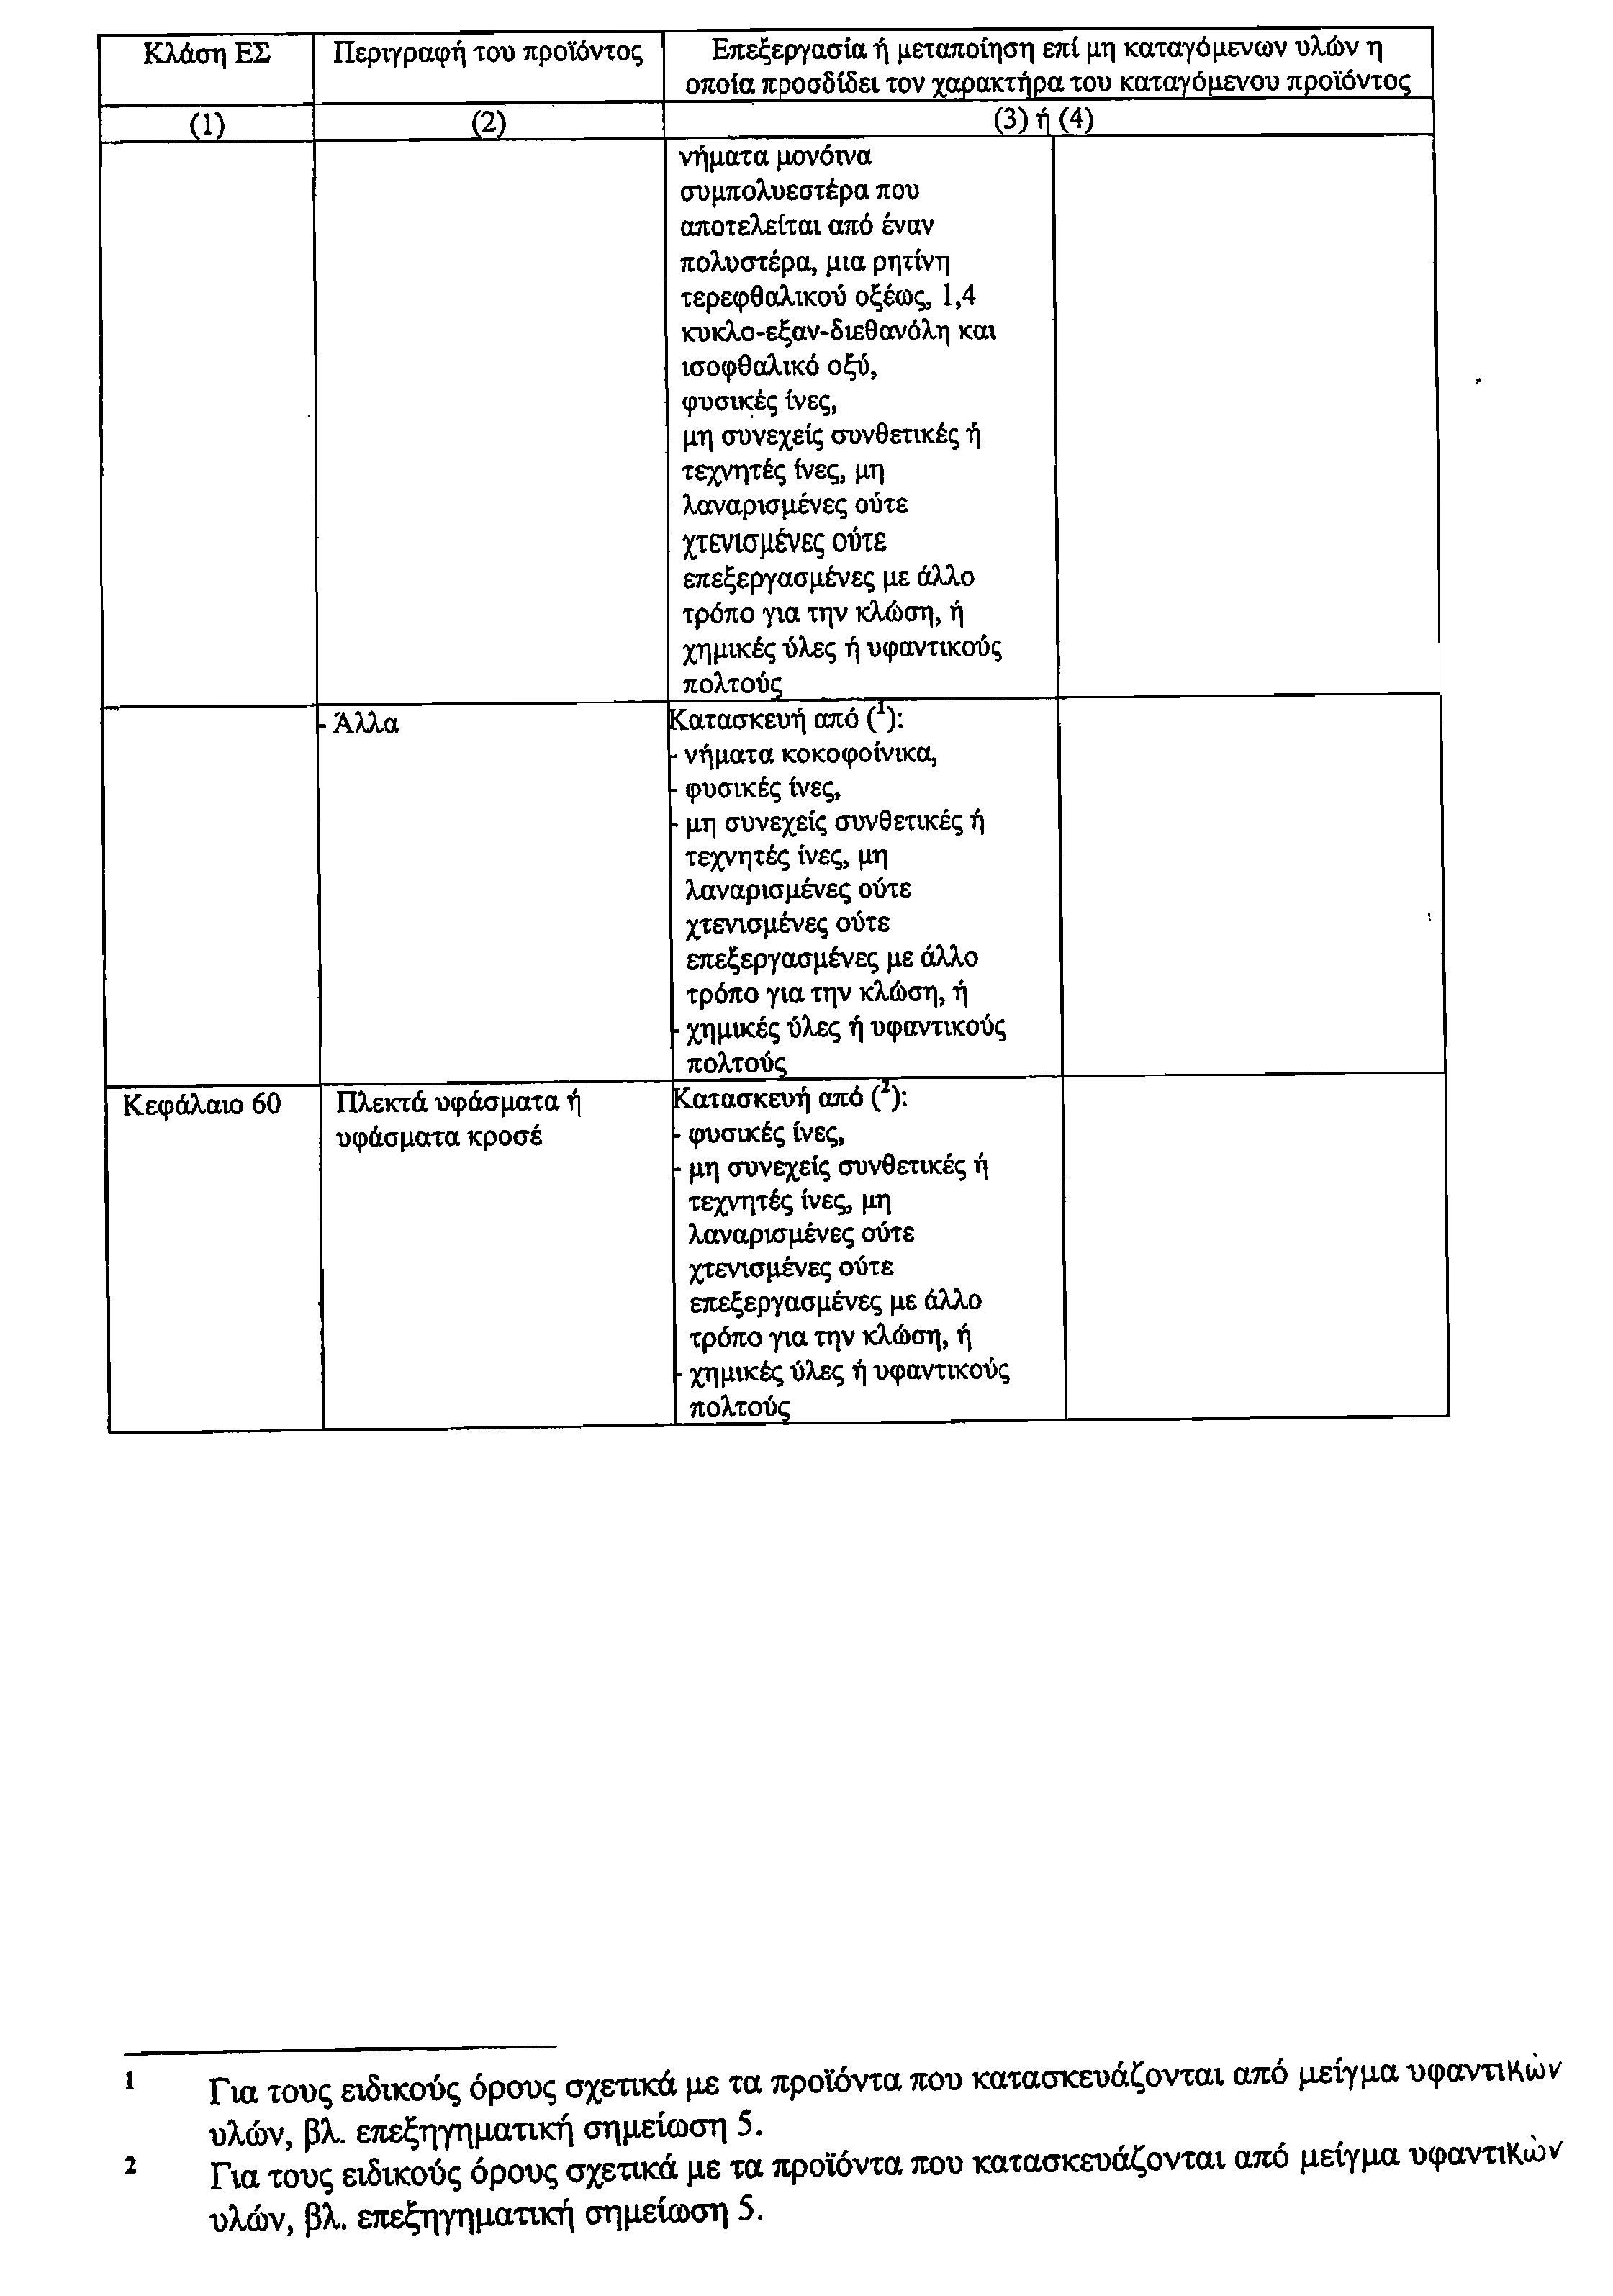 Κλάση ΕΣ
Περιγραφή του προϊόντος
Επεξεργασία ή μεταποίηση επί μη καταγόμενων υλών η
οποία προσδίδει τον χαρακτήρα του καταγόμενου προϊόντος
(1)
(2)
(3) ή (4)
νήματα μονόινα
συμπολυεστέρα που
αποτελείται από έναν
πολυστέρα, μια ρητίνη
τερεφθαλικού οξέως, 1,4
κυκλο-εξαν-διεθανόλη και
ισοφθαλικό οξύ,
φυσικές ίνες,
μη συνεχείς συνθετικές ή
τεχνητές ίνες, μη
λαναρισμένες ούτε
χτενισμένες ούτε
επεξεργασμένες με άλλο
τρόπο για την κλώση, ή
χημικές ύλες ή υφαντικούς
πολτούς
- Άλλα
Κατασκευή από (¹):
- νήματα κοκοφοίνικα,
- φυσικές ίνες,
- μη συνεχείς συνθετικές ή
τεχνητές ίνες, μη
λαναρισμένες ούτε
χτενισμένες ούτε
επεξεργασμένες με άλλο
τρόπο για την κλώση, ή
- χημικές ύλες ή υφαντικούς
πολτούς
Κεφάλαιο 60
Πλεκτά υφάσματα ή
υφάσματα κροσέ
Κατασκευή από (²):
- φυσικές ίνες,
- μη συνεχείς συνθετικές ή
τεχνητές ίνες, μη
λαναρισμένες ούτε
χτενισμένες ούτε
επεξεργασμένες με άλλο
τρόπο για την κλώση, ή
- χημικές ύλες ή υφαντικούς
πολτούς
1 Για τους ειδικούς όρους σχετικά με τα προϊόντα που κατασκευάζονται από μείγμα υφαντικών
υλών, βλ. επεξηγηματική σημείωση 5.
2 Για τους ειδικούς όρους σχετικά με τα προϊόντα που κατασκευάζονται από μείγμα υφαντικών
υλών, βλ. επεξηγηματική σημείωση 5.